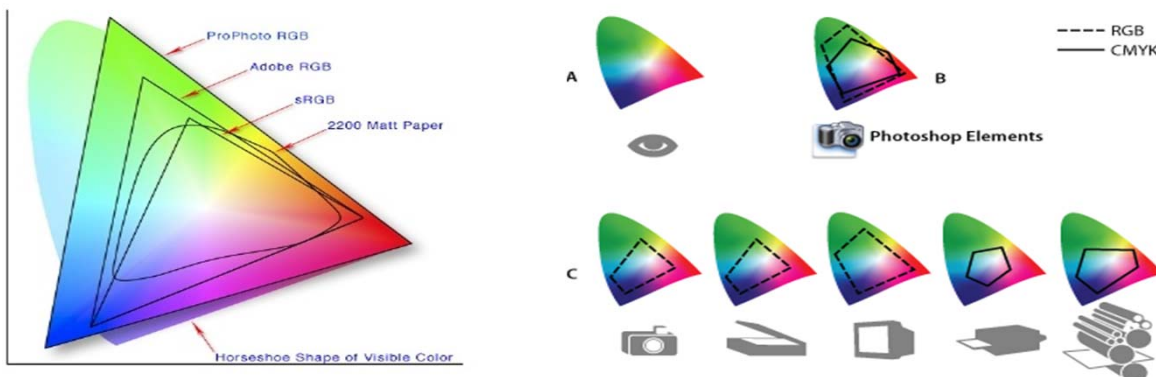 ProPhoto RGB
Adobe RGB
sRGB
2200 Matt Paper
Horseshoe Shape of Visible Color
A
B
RGB
CMYK
Photoshop Elements
C